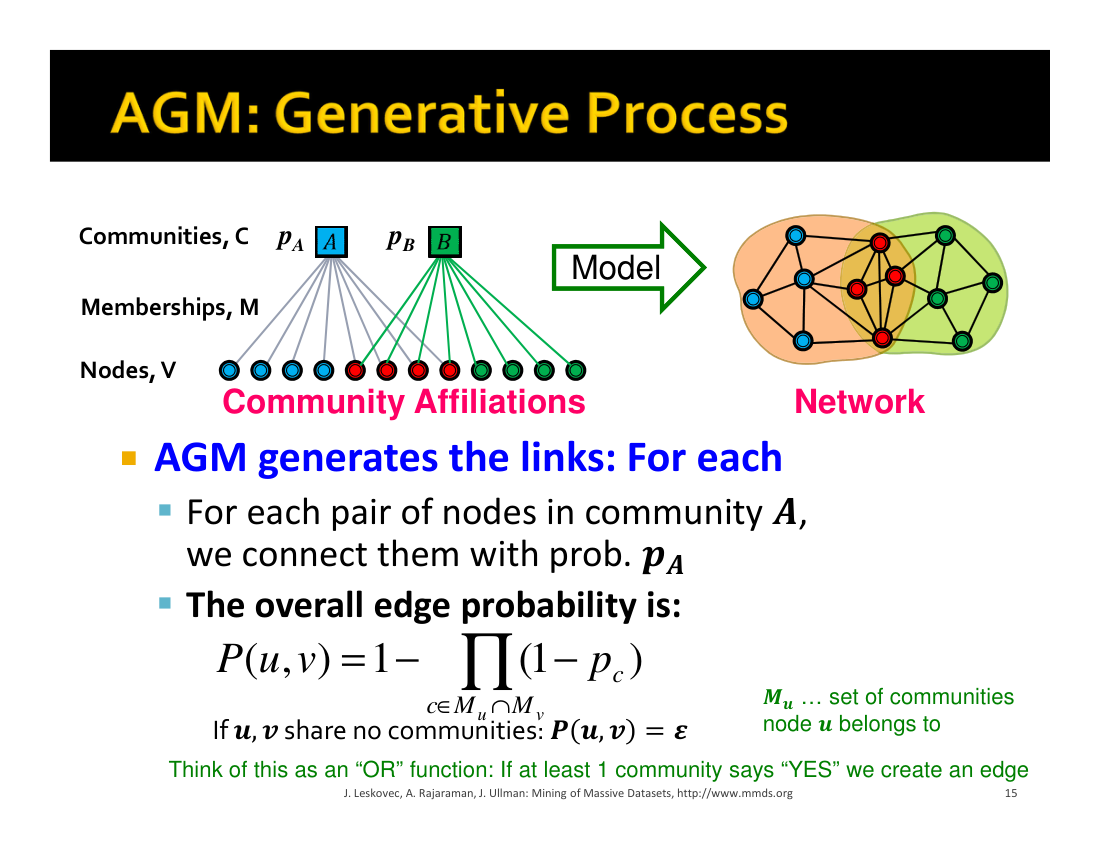 AGM: Generative Process
Communities, C p_A A p_B B
Memberships, M
Nodes, V
Community Affiliations
Model
Network
■ AGM generates the links: For each
▪ For each pair of nodes in community A,
we connect them with prob. p_A
▪ The overall edge probability is:
P(u,v) = 1 − ∏_{c∈M_u∩M_v} (1 − p_c)
If u, v share no communities: P(u, v) = ε
M_u … set of communities
node u belongs to
Think of this as an “OR” function: If at least 1 community says “YES” we create an edge
J. Leskovec, A. Rajaraman, J. Ullman: Mining of Massive Datasets, http://www.mmds.org 15